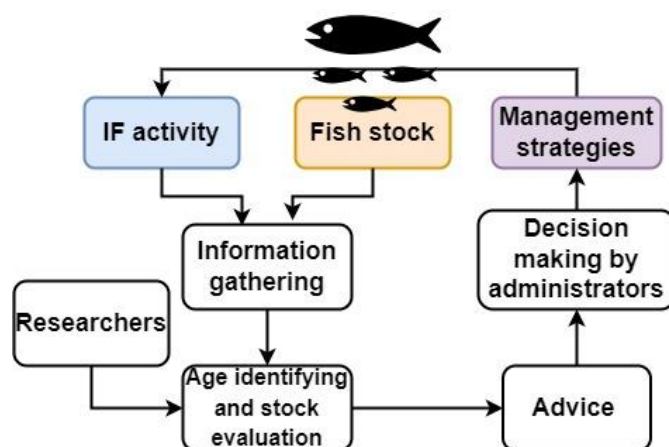 IF activity
Fish stock
Management
strategies
Information
gathering
Decision
making by
administrators
Researchers
Age identifying
and stock
evaluation
Advice